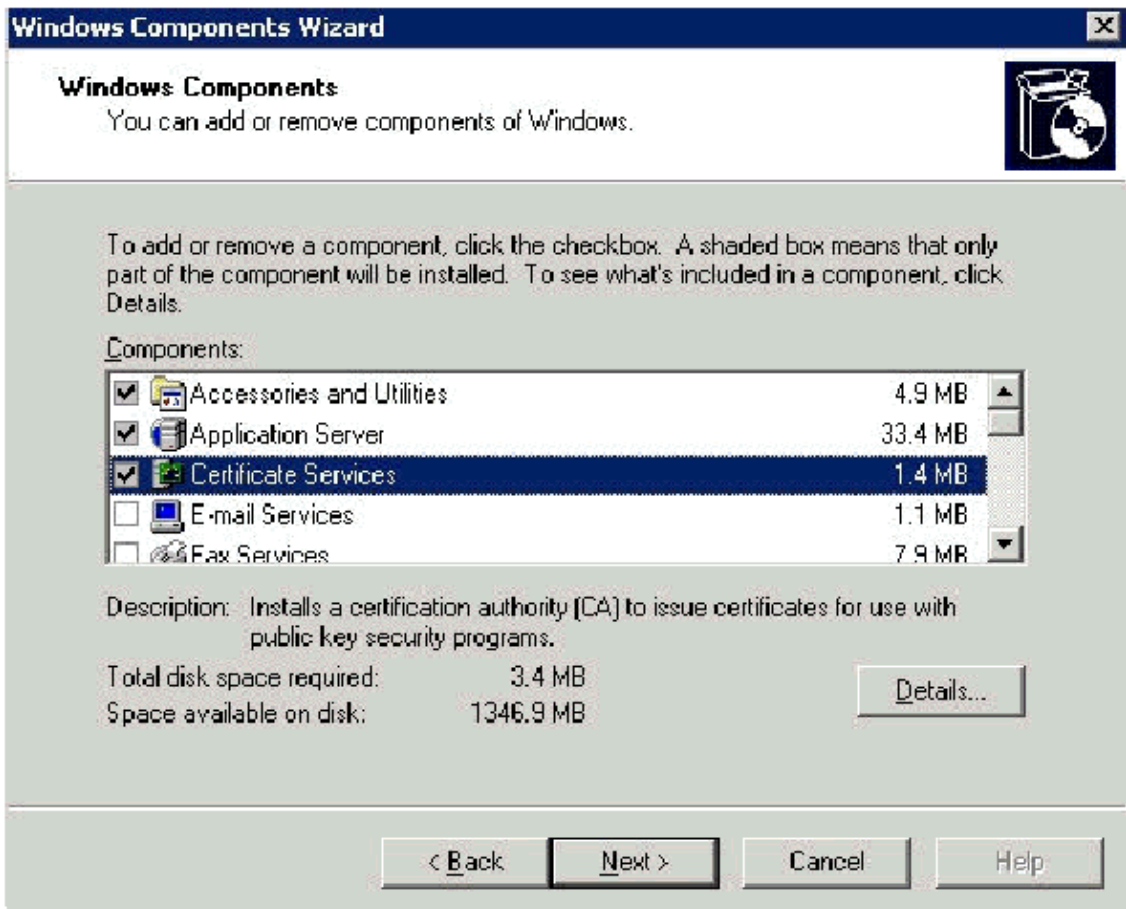 Windows Components Wizard
Windows Components
You can add or remove components of Windows.
To add or remove a component, click the checkbox. A shaded box means that only
part of the component will be installed. To see what's included in a component, click
Details.
Components:
Accessories and Utilities 4.9 MB
Application Server 33.4 MB
Certificate Services 1.4 MB
E-mail Services 1.1 MB
Fax Services 7.9 MB
Description: Installs a certification authority (CA) to issue certificates for use with
public key security programs.
Total disk space required: 3.4 MB
Space available on disk: 1346.9 MB
Details...
< Back Next > Cancel Help